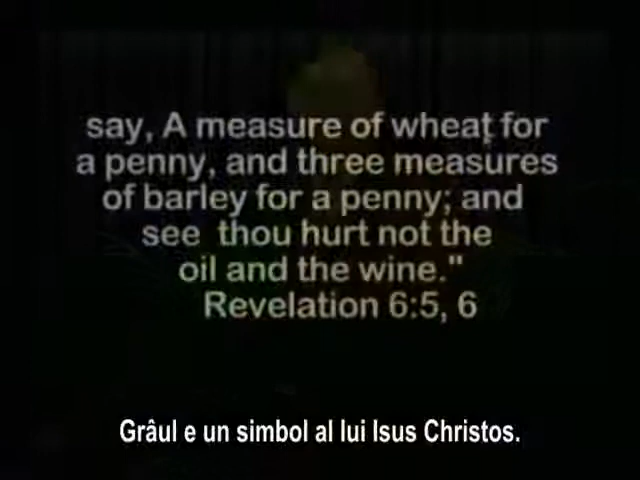 say, A measure of wheat for
a penny, and three measures
of barley for a penny; and
see thou hurt not the
oil and the wine."
Revelation 6:5, 6
Grâul e un simbol al lui Isus Christos.